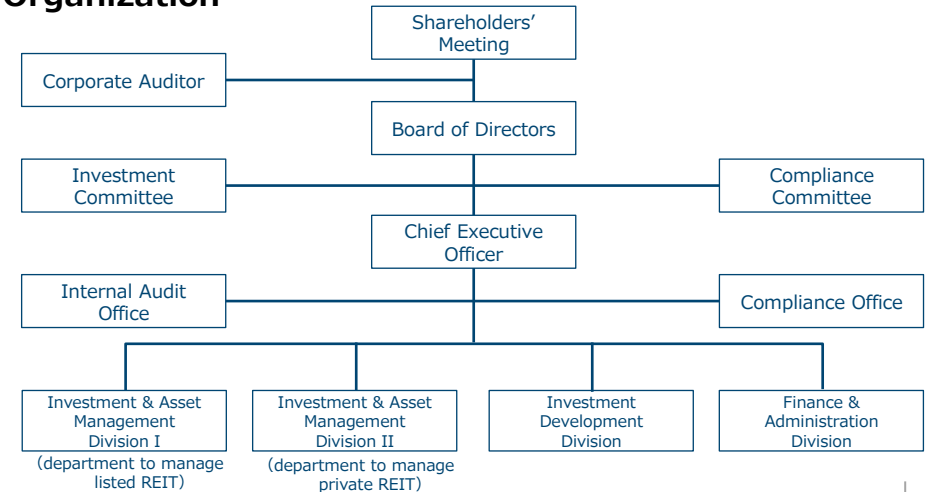 Organization
Shareholders’
Meeting
Corporate Auditor
Board of Directors
Investment
Committee
Compliance
Committee
Chief Executive
Officer
Internal Audit
Office
Compliance Office
Investment & Asset
Management
Division I
(department to manage
listed REIT)
Investment & Asset
Management
Division II
(department to manage
private REIT)
Investment
Development
Division
Finance &
Administration
Division